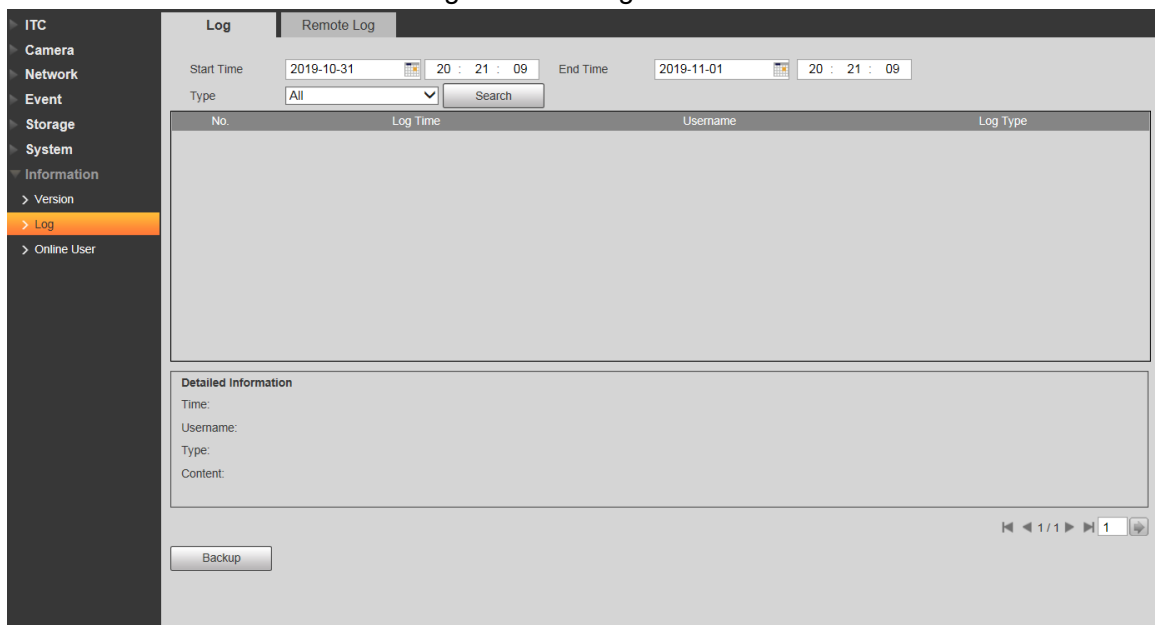 ITC
Camera
Network
Event
Storage
System
Information
Version
Log
Online User
Log Remote Log
Start Time 2019-10-31 20 : 21 : 09 End Time 2019-11-01 20 : 21 : 09
Type All Search
No. Log Time Username Log Type
Detailed Information
Time:
Username:
Type:
Content:
1 / 1 1
Backup